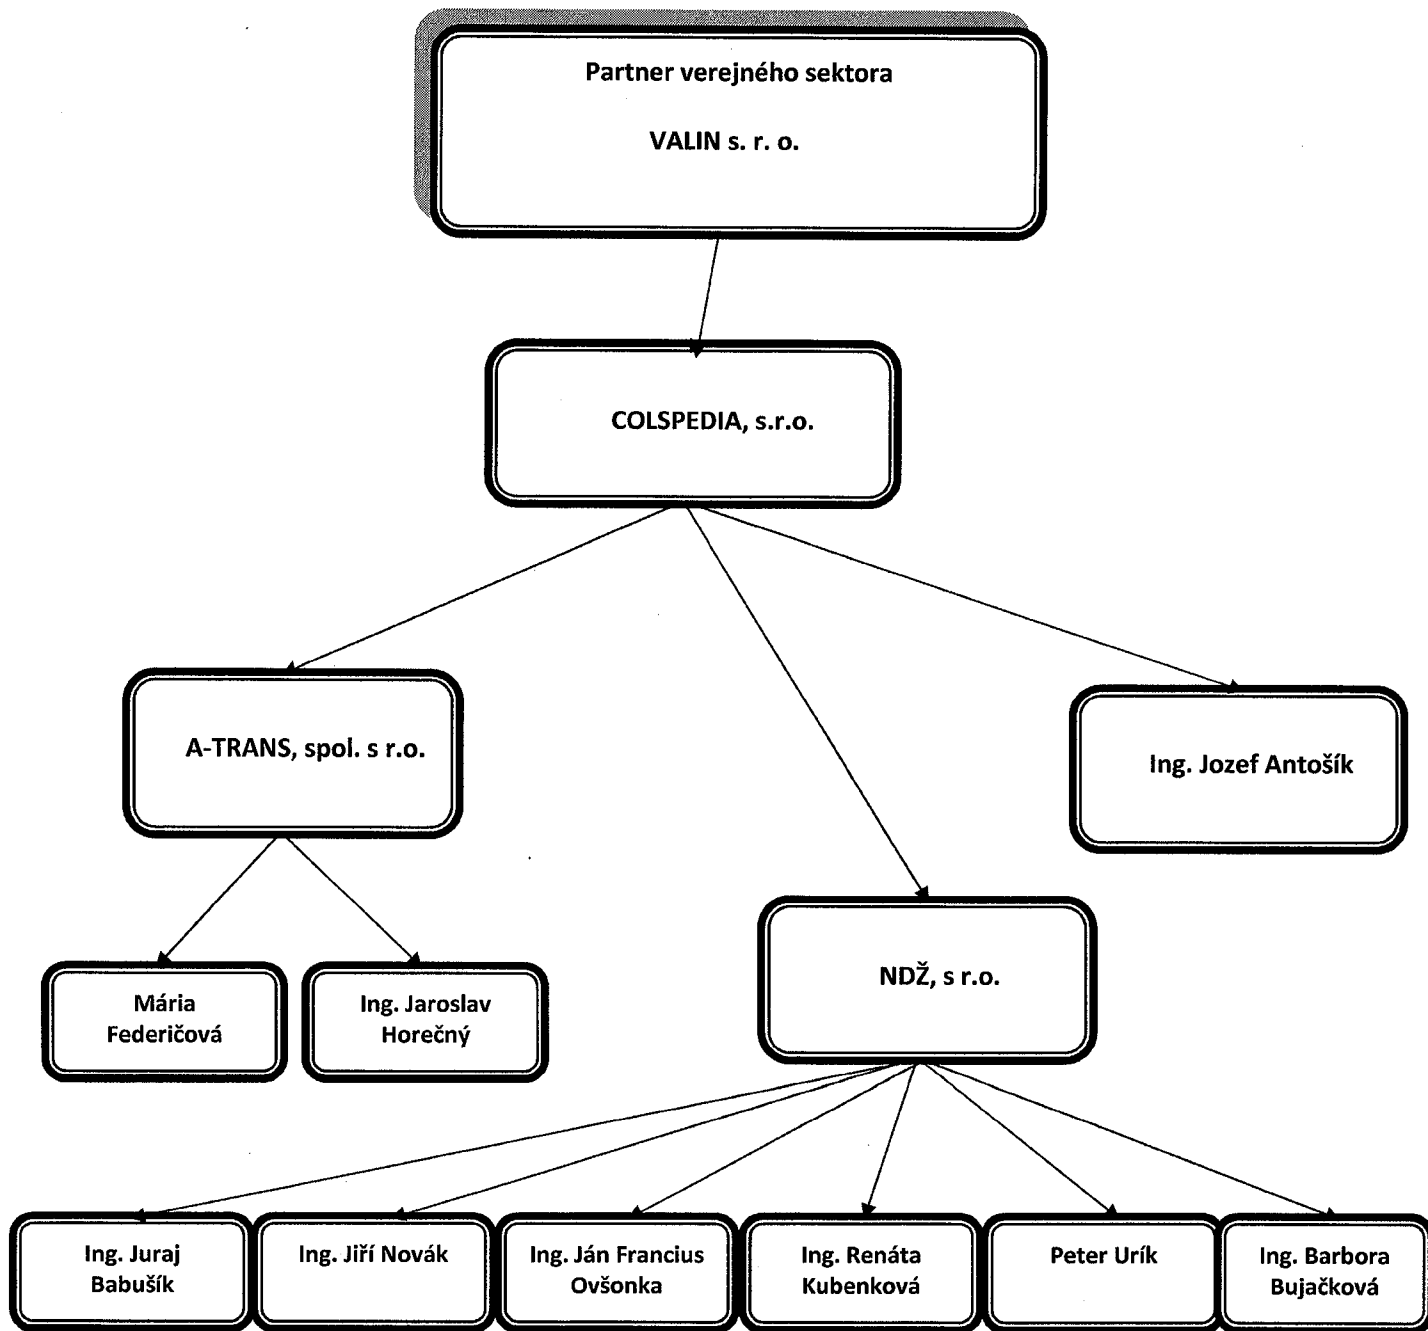 Partner verejného sektora
VALIN s. r. o.
COLSPEDIA, s.r.o.
A-TRANS, spol. s r.o.
Ing. Jozef Antošík
Mária
Federičová
Ing. Jaroslav
Horečný
NDŽ, s r.o.
Ing. Juraj
Babušík
Ing. Jiří Novák
Ing. Ján Francius
Ovšonka
Ing. Renáta
Kubenková
Peter Urík
Ing. Barbora
Bujačková